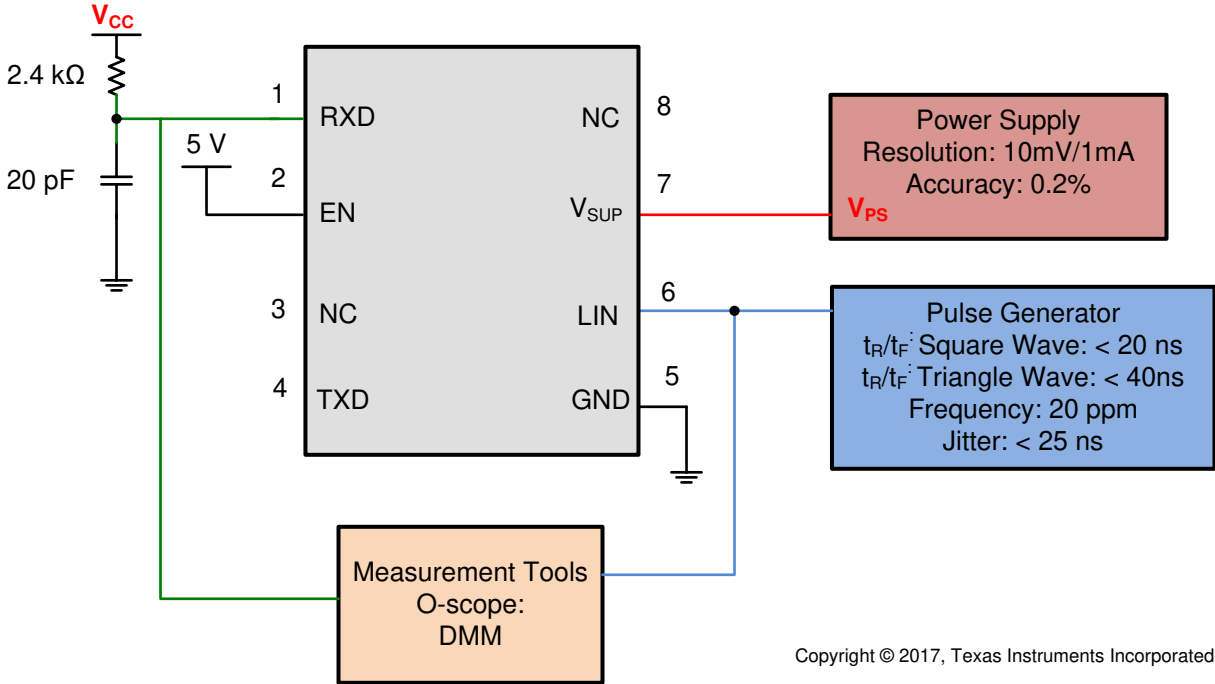 VCC
2.4 kΩ
20 pF
5 V
1
RXD
2
EN
3
NC
4
TXD
NC
8
VSUP
7
LIN
6
GND
5
Power Supply
Resolution: 10mV/1mA
Accuracy: 0.2%
VPS
Pulse Generator
tR/tF: Square Wave: < 20 ns
tR/tF: Triangle Wave: < 40ns
Frequency: 20 ppm
Jitter: < 25 ns
Measurement Tools
O-scope:
DMM
Copyright © 2017, Texas Instruments Incorporated